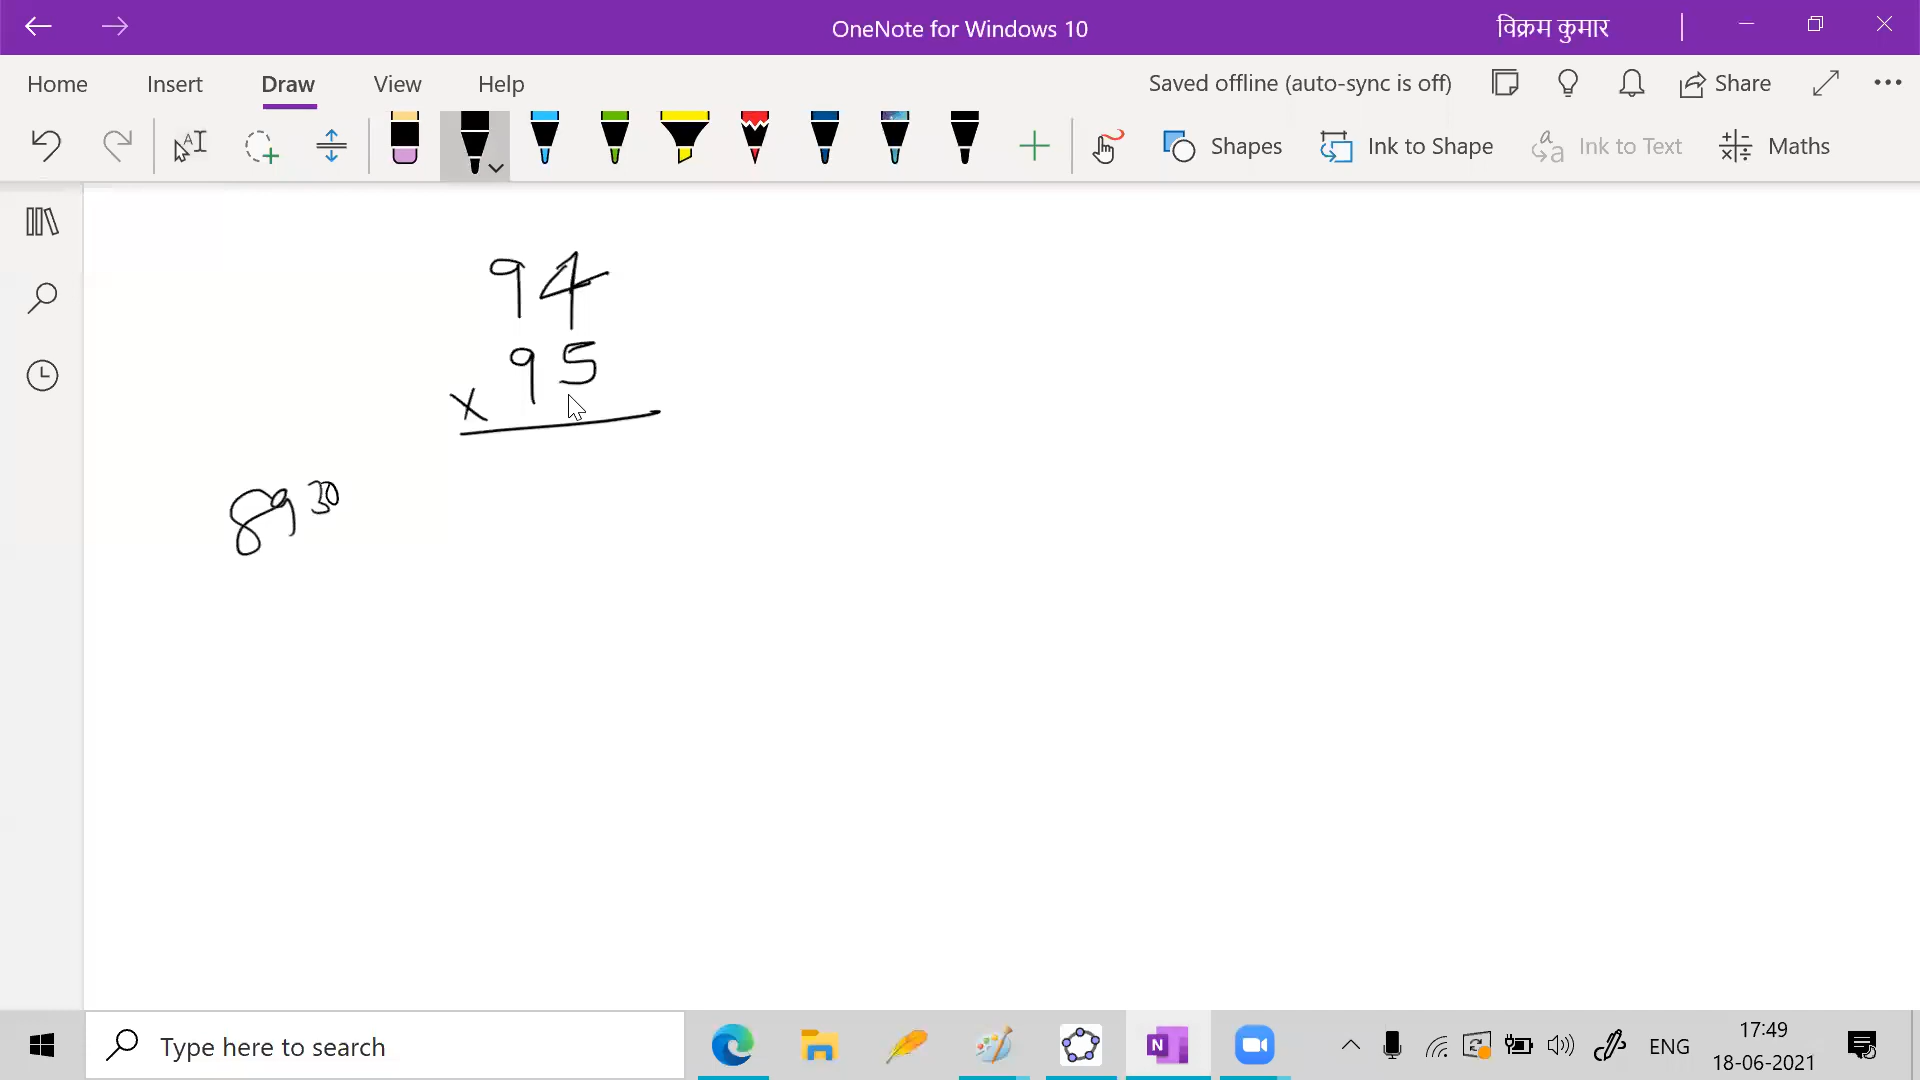 OneNote for Windows 10
विक्रम कुमार
Home Insert Draw View Help
Saved offline (auto-sync is off) Share
Shapes Ink to Shape Ink to Text Maths
94
95
x
89 30
Type here to search
ENG
17:49
18-06-2021